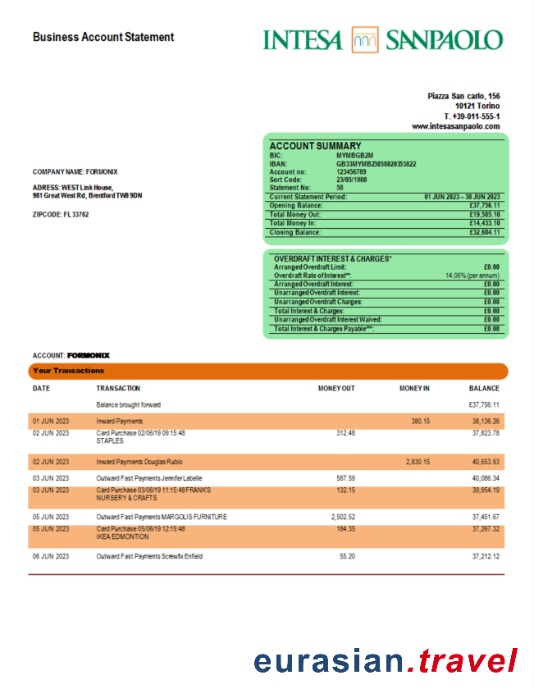 Business Account Statement
INTESA SANPAOLO
Piazza San carlo, 156
10121 Torino
T. +39-011-555-1
www.intesasanpaolo.com
ACCOUNT SUMMARY
BIC: MYMBGB2M
IBAN: GB33MYMB23058020353822
Account no: 123456789
Sort Code: 23/05/1980
Statement No: 58
Current Statement Period: 01 JUN 2023 – 30 JUN 2023
Opening Balance: £37,756.11
Total Money Out: £19,585.10
Total Money In: £14,433.10
Closing Balance: £32,604.11
COMPANY NAME: FORMONIX
ADRESS: WEST Link House,
981 Great West Rd, Brentford TW8 9DN
ZIPCODE: FL 33702
OVERDRAFT INTEREST & CHARGES*
Arranged Overdraft Limit: £0.00
Overdraft Rate of Interest**: 14.06% (per annum)
Arranged Overdraft Interest: £0.00
Unarranged Overdraft Interest: £0.00
Unarranged Overdraft Charges: £0.00
Total Interest & Charges: £0.00
Unarranged Overdraft Interest Waived: £0.00
Total Interest & Charges Payable***: £0.00
ACCOUNT: FORMONIX
Your Transactions
DATE TRANSACTION MONEY OUT MONEY IN BALANCE
Balance brought forward £37,756.11
01 JUN 2023 Inward Payments 380.15 38,136.26
02 JUN 2023 Card Purchase 02/06/19 09:15:48 312.48 37,823.78
STAPLES
02 JUN 2023 Inward Payments Douglas Rubio 2,830.15 40,653.93
03 JUN 2023 Outward Fast Payments Jennifer Labelle 567.59 40,086.34
03 JUN 2023 Card Purchase 03/06/19 11:15:48 FRANK'S 132.15 39,954.19
NURSERY & CRAFTS
05 JUN 2023 Outward Fast Payments MARGOLIS FURNITURE 2,502.52 37,451.67
05 JUN 2023 Card Purchase 05/06/19 12:15:48 184.35 37,267.32
IKEA EDMONTION
06 JUN 2023 Outward Fast Payments Screwfix Enfield 55.20 37,212.12
eurasian.travel